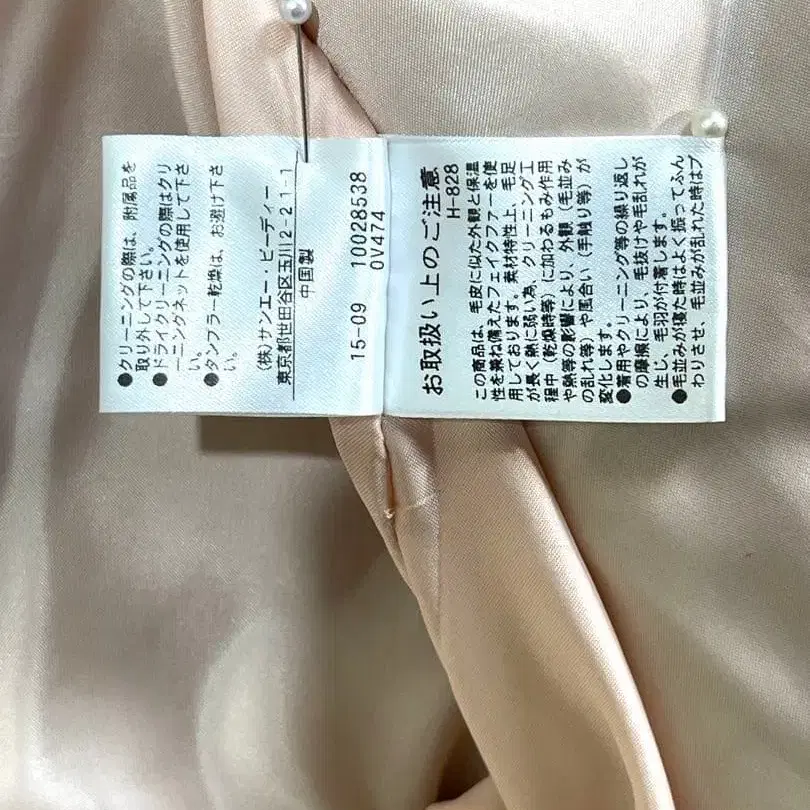 ●クリーニングの際は、附属品を
取り外して下さい。
●ドライクリーニングの際はクリ
ーニングネットを使用して下さ
い。
●タンブラー乾燥は、お避け下さ
い。
(株)サンエー・ビーディー
東京都世田谷区玉川2-21-1
中国製
15-09 10028538
0V474
お取扱い上のご注意
H-828
この商品は、毛皮に似た外観と保温
性を兼ね備えたフェイクファーを使
用しております。素材特性上、毛足
が長く熱に弱い為、クリーニング工
程中(乾燥時等)に加わるもみ作用
や熱等の影響により、外観(毛並み
の乱れ等)や風合い(手触り等)が
変化します。
●着用やクリーニング等の繰り返し
の摩擦により、毛抜けや毛乱れが
生じ、毛羽が付着します。
●毛並みが寝た時はよく振ってふん
わりさせ、毛並みが乱れた時はブ